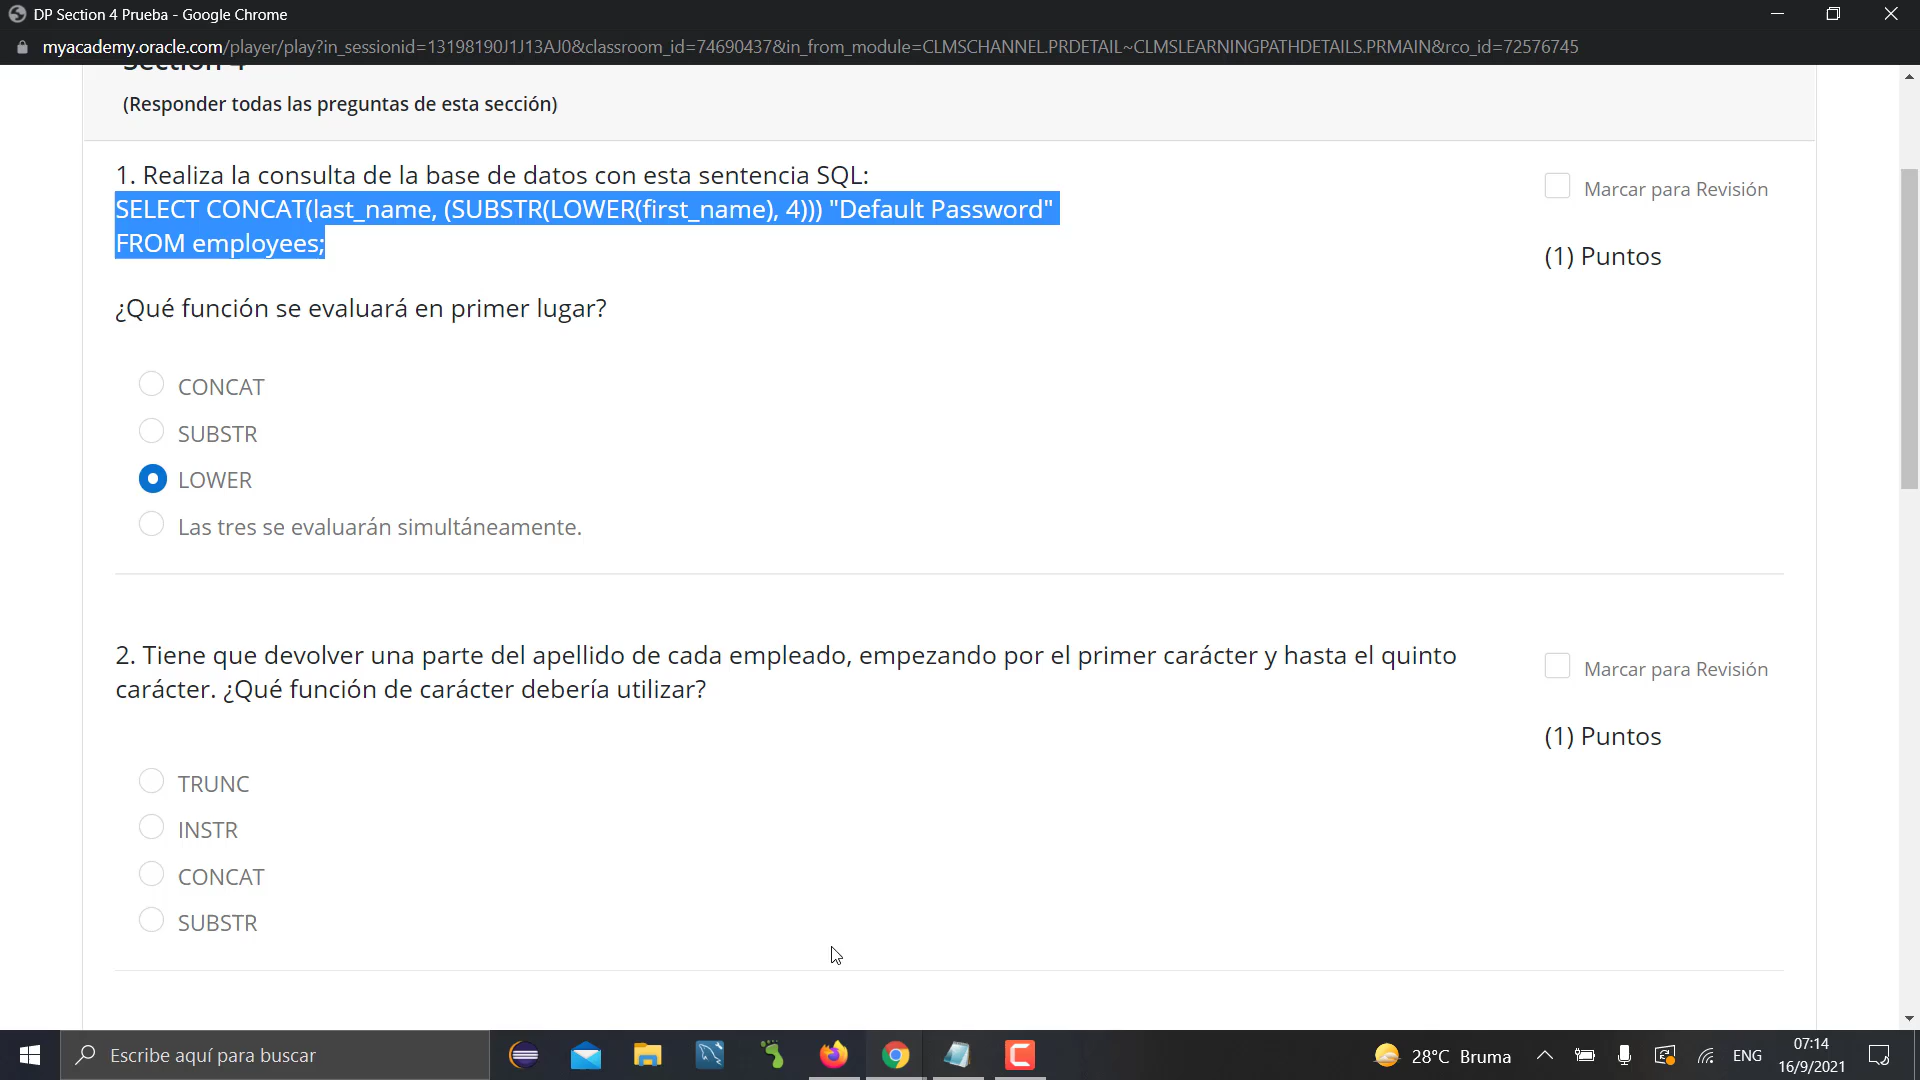 DP Section 4 Prueba - Google Chrome
myacademy.oracle.com/player/play?in_sessionid=13198190J1J13AJ0&classroom_id=74690437&in_from_module=CLMSCHANNEL.PRDETAIL~CLMSLEARNINGPATHDETAILS.PRMAIN&rco_id=72576745
Section 4
(Responder todas las preguntas de esta sección)
1. Realiza la consulta de la base de datos con esta sentencia SQL:
SELECT CONCAT(last_name, (SUBSTR(LOWER(first_name), 4))) "Default Password"
FROM employees;
Marcar para Revisión
(1) Puntos
¿Qué función se evaluará en primer lugar?
CONCAT
SUBSTR
LOWER
Las tres se evaluarán simultáneamente.
2. Tiene que devolver una parte del apellido de cada empleado, empezando por el primer carácter y hasta el quinto
carácter. ¿Qué función de carácter debería utilizar?
Marcar para Revisión
(1) Puntos
TRUNC
INSTR
CONCAT
SUBSTR
Escribe aquí para buscar
28°C Bruma
ENG
07:14
16/9/2021